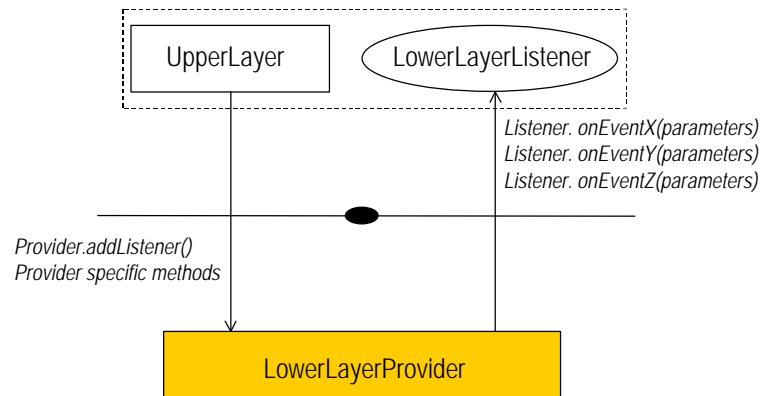 UpperLayer
LowerLayerListener
Listener. onEventX(parameters)
Listener. onEventY(parameters)
Listener. onEventZ(parameters)
Provider.addListener()
Provider specific methods
LowerLayerProvider